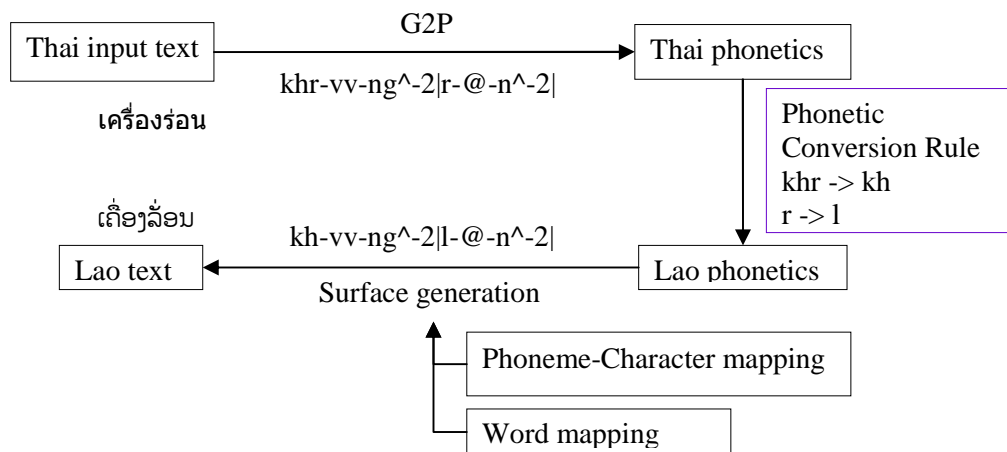 G2P
Thai input text
Thai phonetics
khr-vv-ng^-2|r-@-n^-2|
เครื่องร่อน
Phonetic
Conversion Rule
khr -> kh
r -> l
ເຖື່ອງລັ່ອນ
kh-vv-ng^-2|l-@-n^-2|
Lao text
Lao phonetics
Surface generation
Phoneme-Character mapping
Word mapping